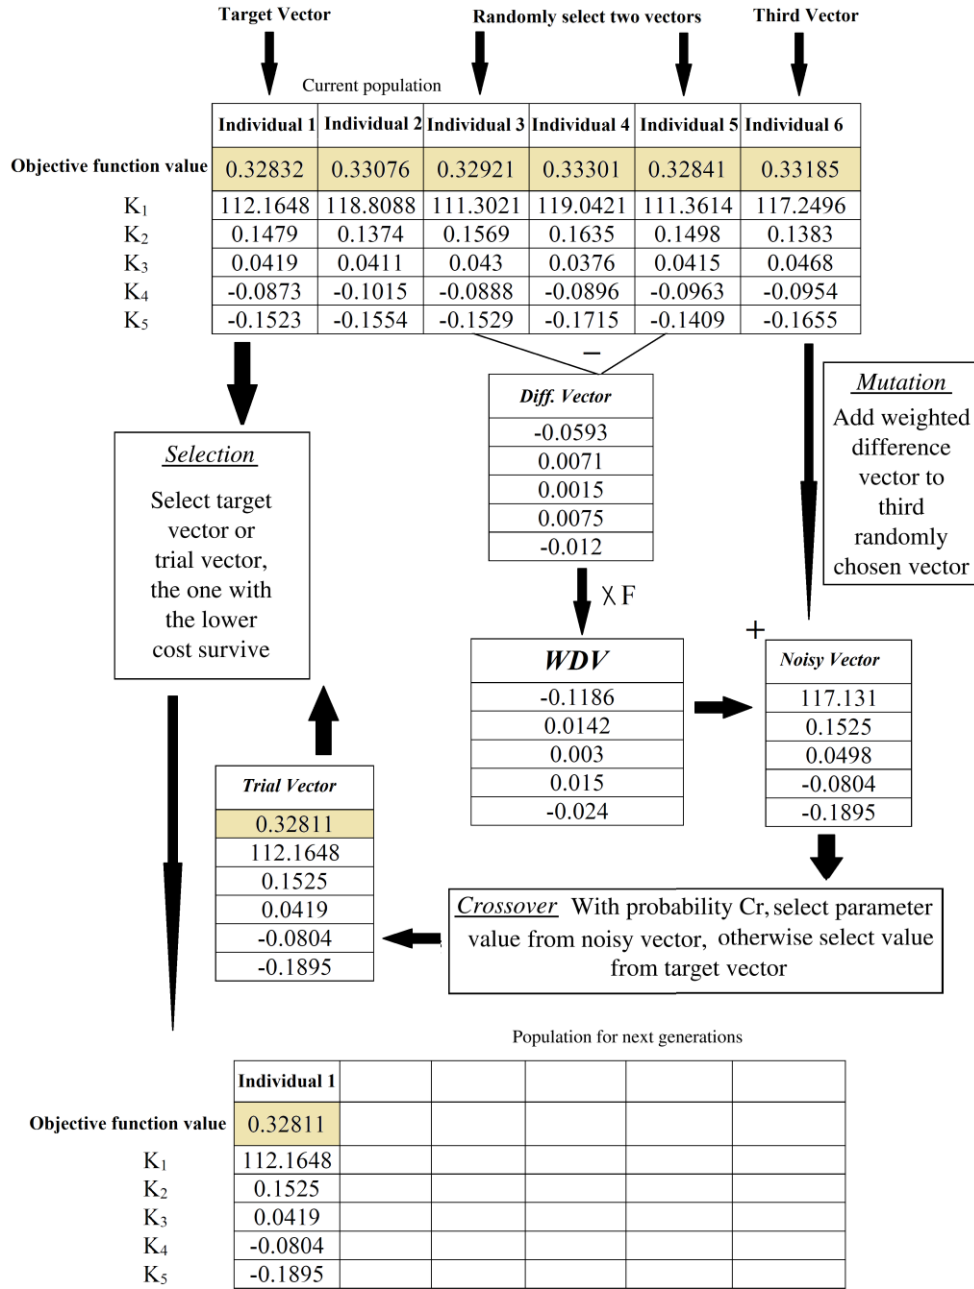 Target Vector Randomly select two vectors Third Vector
Current population
Individual 1 Individual 2 Individual 3 Individual 4 Individual 5 Individual 6
Objective function value 0.32832 0.33076 0.32921 0.33301 0.32841 0.33185
K₁ 112.1648 118.8088 111.3021 119.0421 111.3614 117.2496
K₂ 0.1479 0.1374 0.1569 0.1635 0.1498 0.1383
K₃ 0.0419 0.0411 0.043 0.0376 0.0415 0.0468
K₄ -0.0873 -0.1015 -0.0888 -0.0896 -0.0963 -0.0954
K₅ -0.1523 -0.1554 -0.1529 -0.1715 -0.1409 -0.1655
−
Diff. Vector
-0.0593
0.0071
0.0015
0.0075
-0.012
Mutation
Add weighted
difference
vector to
third
randomly
chosen vector
Selection
Select target
vector or
trial vector,
the one with
the lower
cost survive
× F
+
WDV
-0.1186
0.0142
0.003
0.015
-0.024
Noisy Vector
117.131
0.1525
0.0498
-0.0804
-0.1895
Trial Vector
0.32811
112.1648
0.1525
0.0419
-0.0804
-0.1895
Crossover With probability Cr, select parameter
value from noisy vector, otherwise select value
from target vector
Population for next generations
Individual 1
Objective function value 0.32811
K₁ 112.1648
K₂ 0.1525
K₃ 0.0419
K₄ -0.0804
K₅ -0.1895